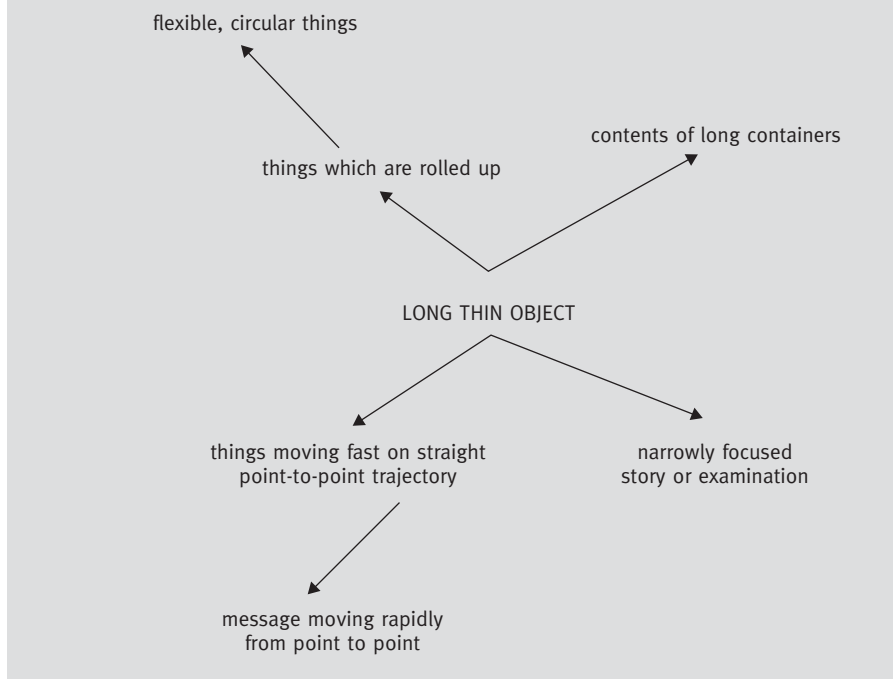 flexible, circular things
contents of long containers
things which are rolled up
LONG THIN OBJECT
things moving fast on straight
point-to-point trajectory
narrowly focused
story or examination
message moving rapidly
from point to point